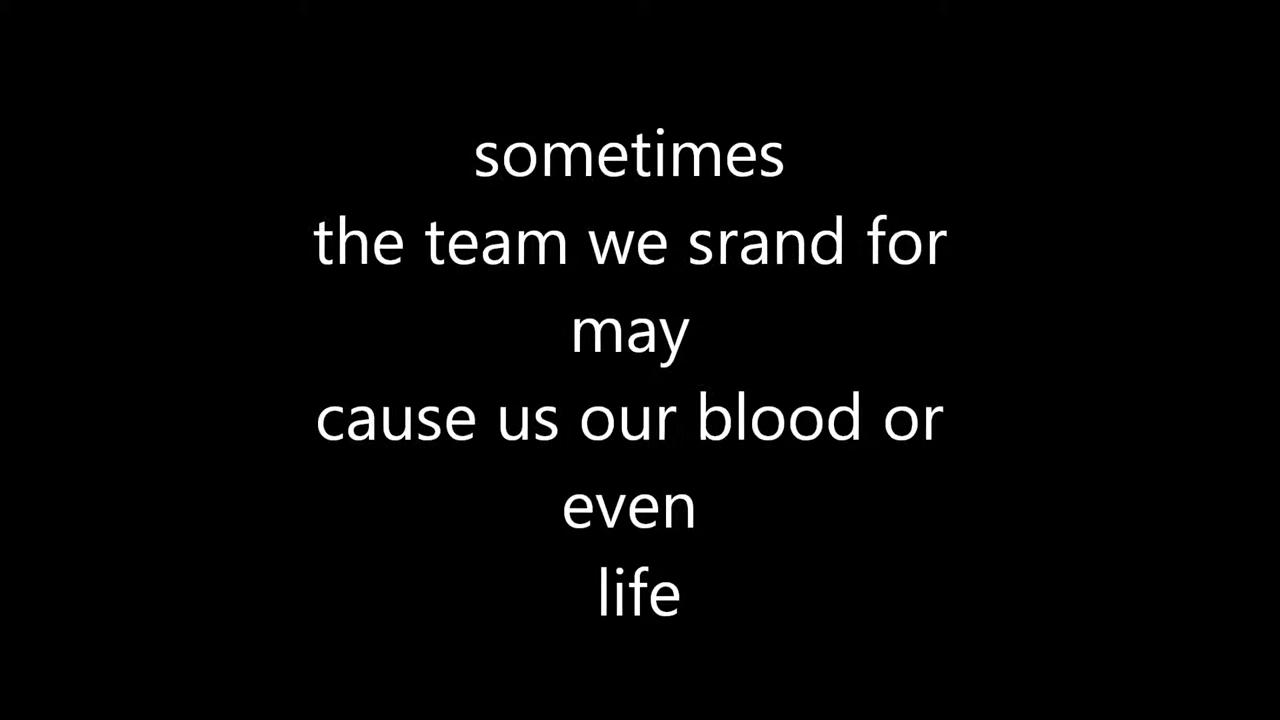 sometimes
the team we srand for
may
cause us our blood or
even
life